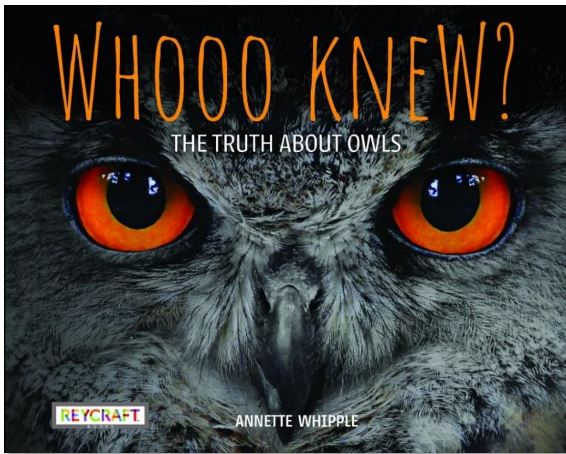 WHOOO KNEW?
THE TRUTH ABOUT OWLS
REYCRAFT
ANNETTE WHIPPLE